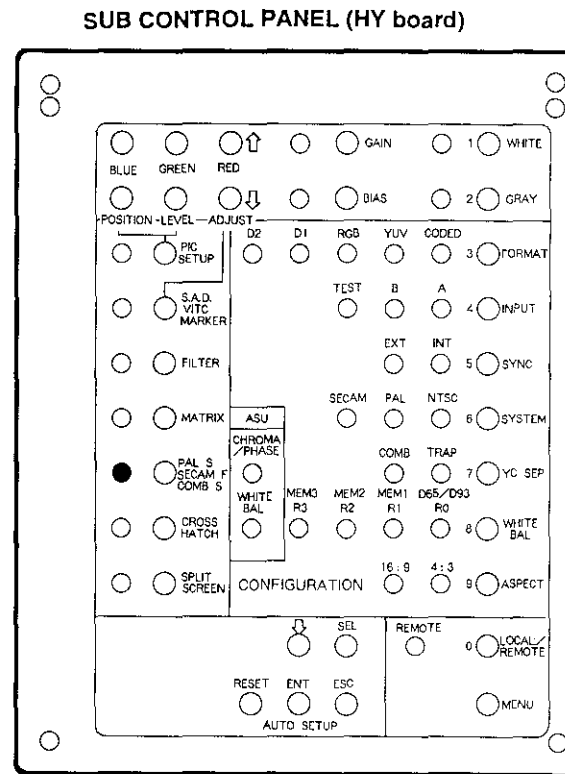 SUB CONTROL PANEL (HY board)
GAIN 1 WHITE
BLUE GREEN RED
BIAS 2 GRAY
POSITION LEVEL ADJUST
D2 D1 RGB YUV CODED
PIC SETUP
3 FORMAT
TEST B A
S.A.D. VITC MARKER
4 INPUT
EXT INT
FILTER 5 SYNC
SECAM PAL NTSC
MATRIX ASU 6 SYSTEM
CHROMA /PHASE
COMB TRAP
PAL S SECAM F COMB S
7 YC SEP
WHITE BAL
MEM3 R3 MEM2 R2 MEM1 R1 D65/D93 R0
CROSS HATCH
8 WHITE BAL
16:9 4:3
SPLIT SCREEN CONFIGURATION 9 ASPECT
SEL REMOTE
0 LOCAL/ REMOTE
RESET ENT ESC
MENU
AUTO SETUP